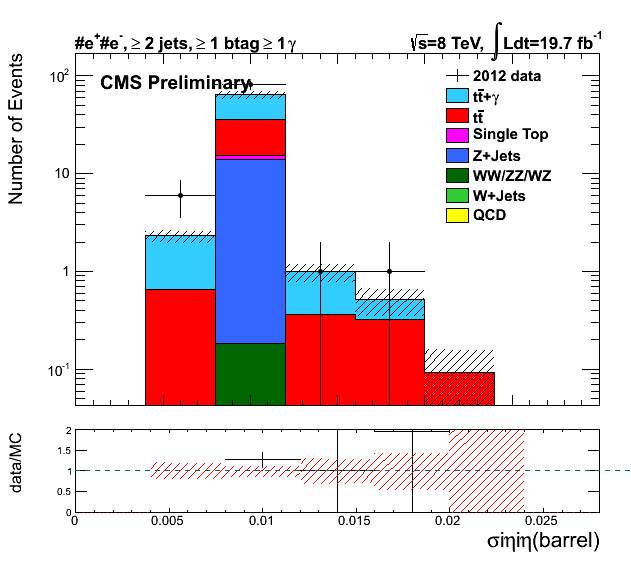 #e⁺#e⁻, ≥ 2 jets, ≥ 1 btag ≥ 1 γ
√s=8 TeV, ∫Ldt=19.7 fb⁻¹
CMS Preliminary
2012 data
tt̄+γ
tt̄
Single Top
Z+Jets
WW/ZZ/WZ
W+Jets
QCD
Number of Events
10²
10
1
10⁻¹
data/MC
2
1.5
1
0.5
0
0 0.005 0.01 0.015 0.02 0.025
σiηiη(barrel)